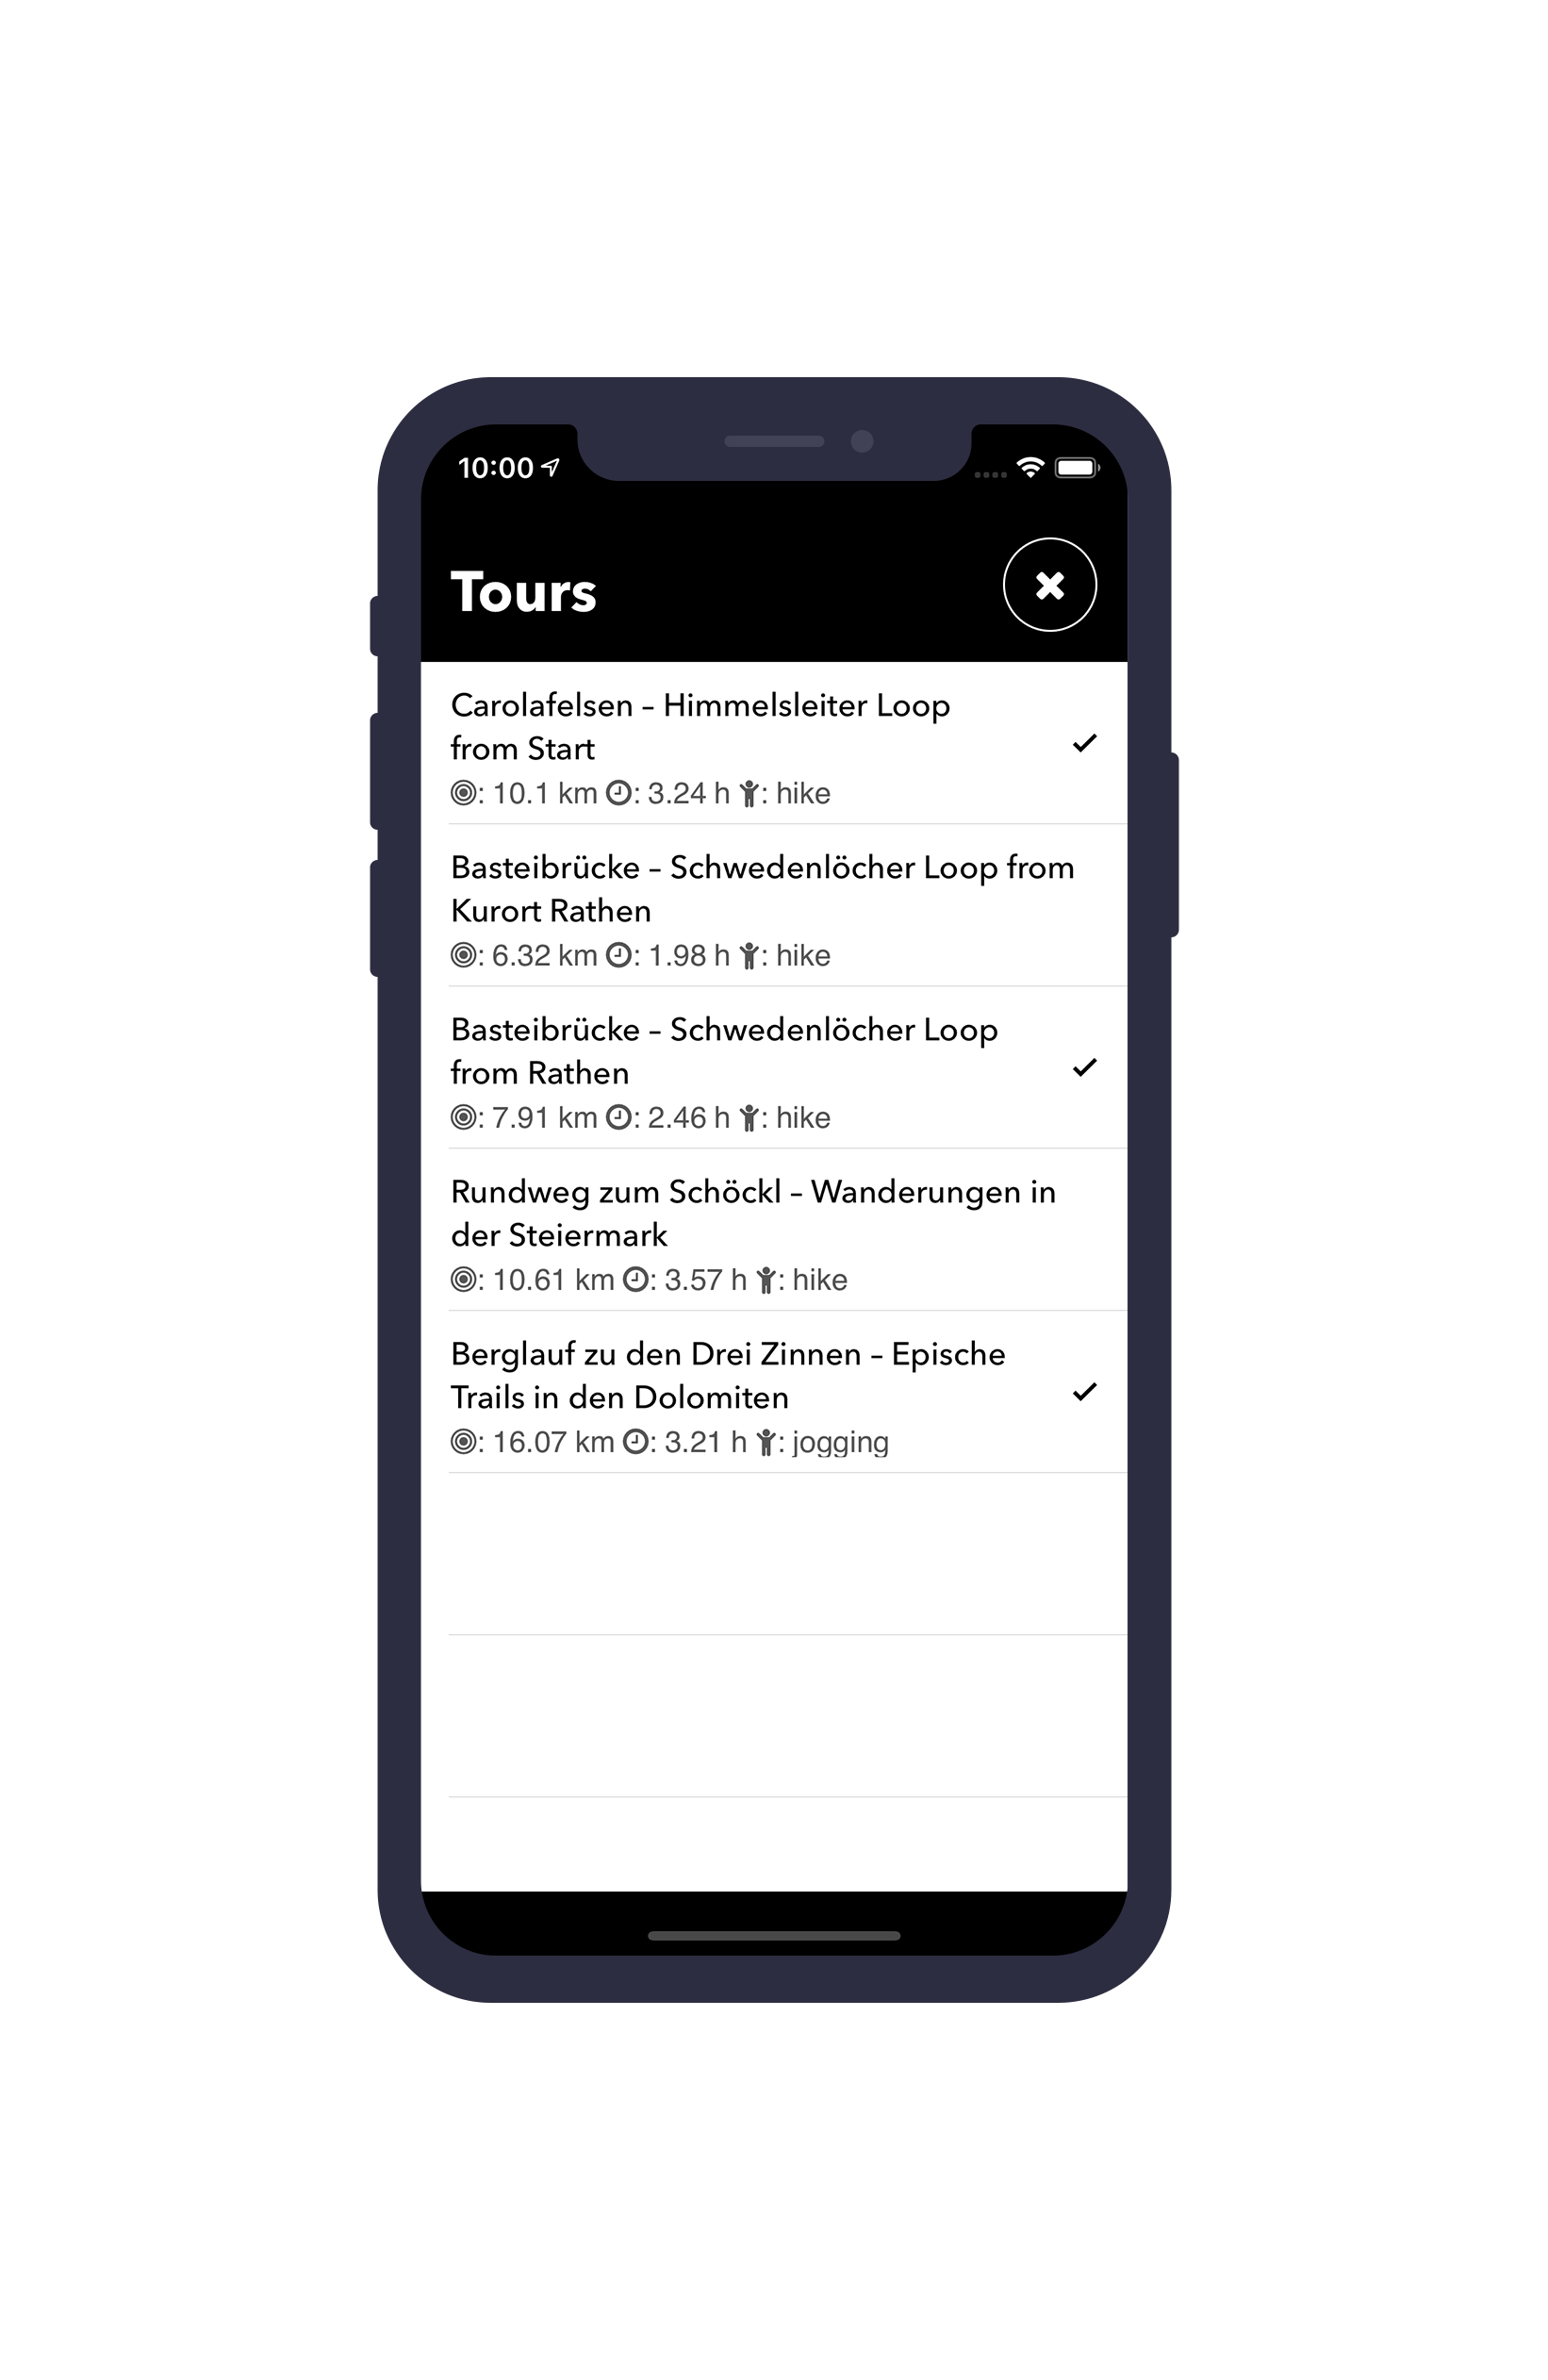 10:00
Tours
Carolafelsen – Himmelsleiter Loop
from Start
: 10.1 km : 3.24 h : hike
Basteibrücke – Schwedenlöcher Loop from
Kurort Rathen
: 6.32 km : 1.98 h : hike
Basteibrücke – Schwedenlöcher Loop
from Rathen
: 7.91 km : 2.46 h : hike
Rundweg zum Schöckl – Wanderungen in
der Steiermark
: 10.61 km : 3.57 h : hike
Berglauf zu den Drei Zinnen – Epische
Trails in den Dolomiten
: 16.07 km : 3.21 h : jogging